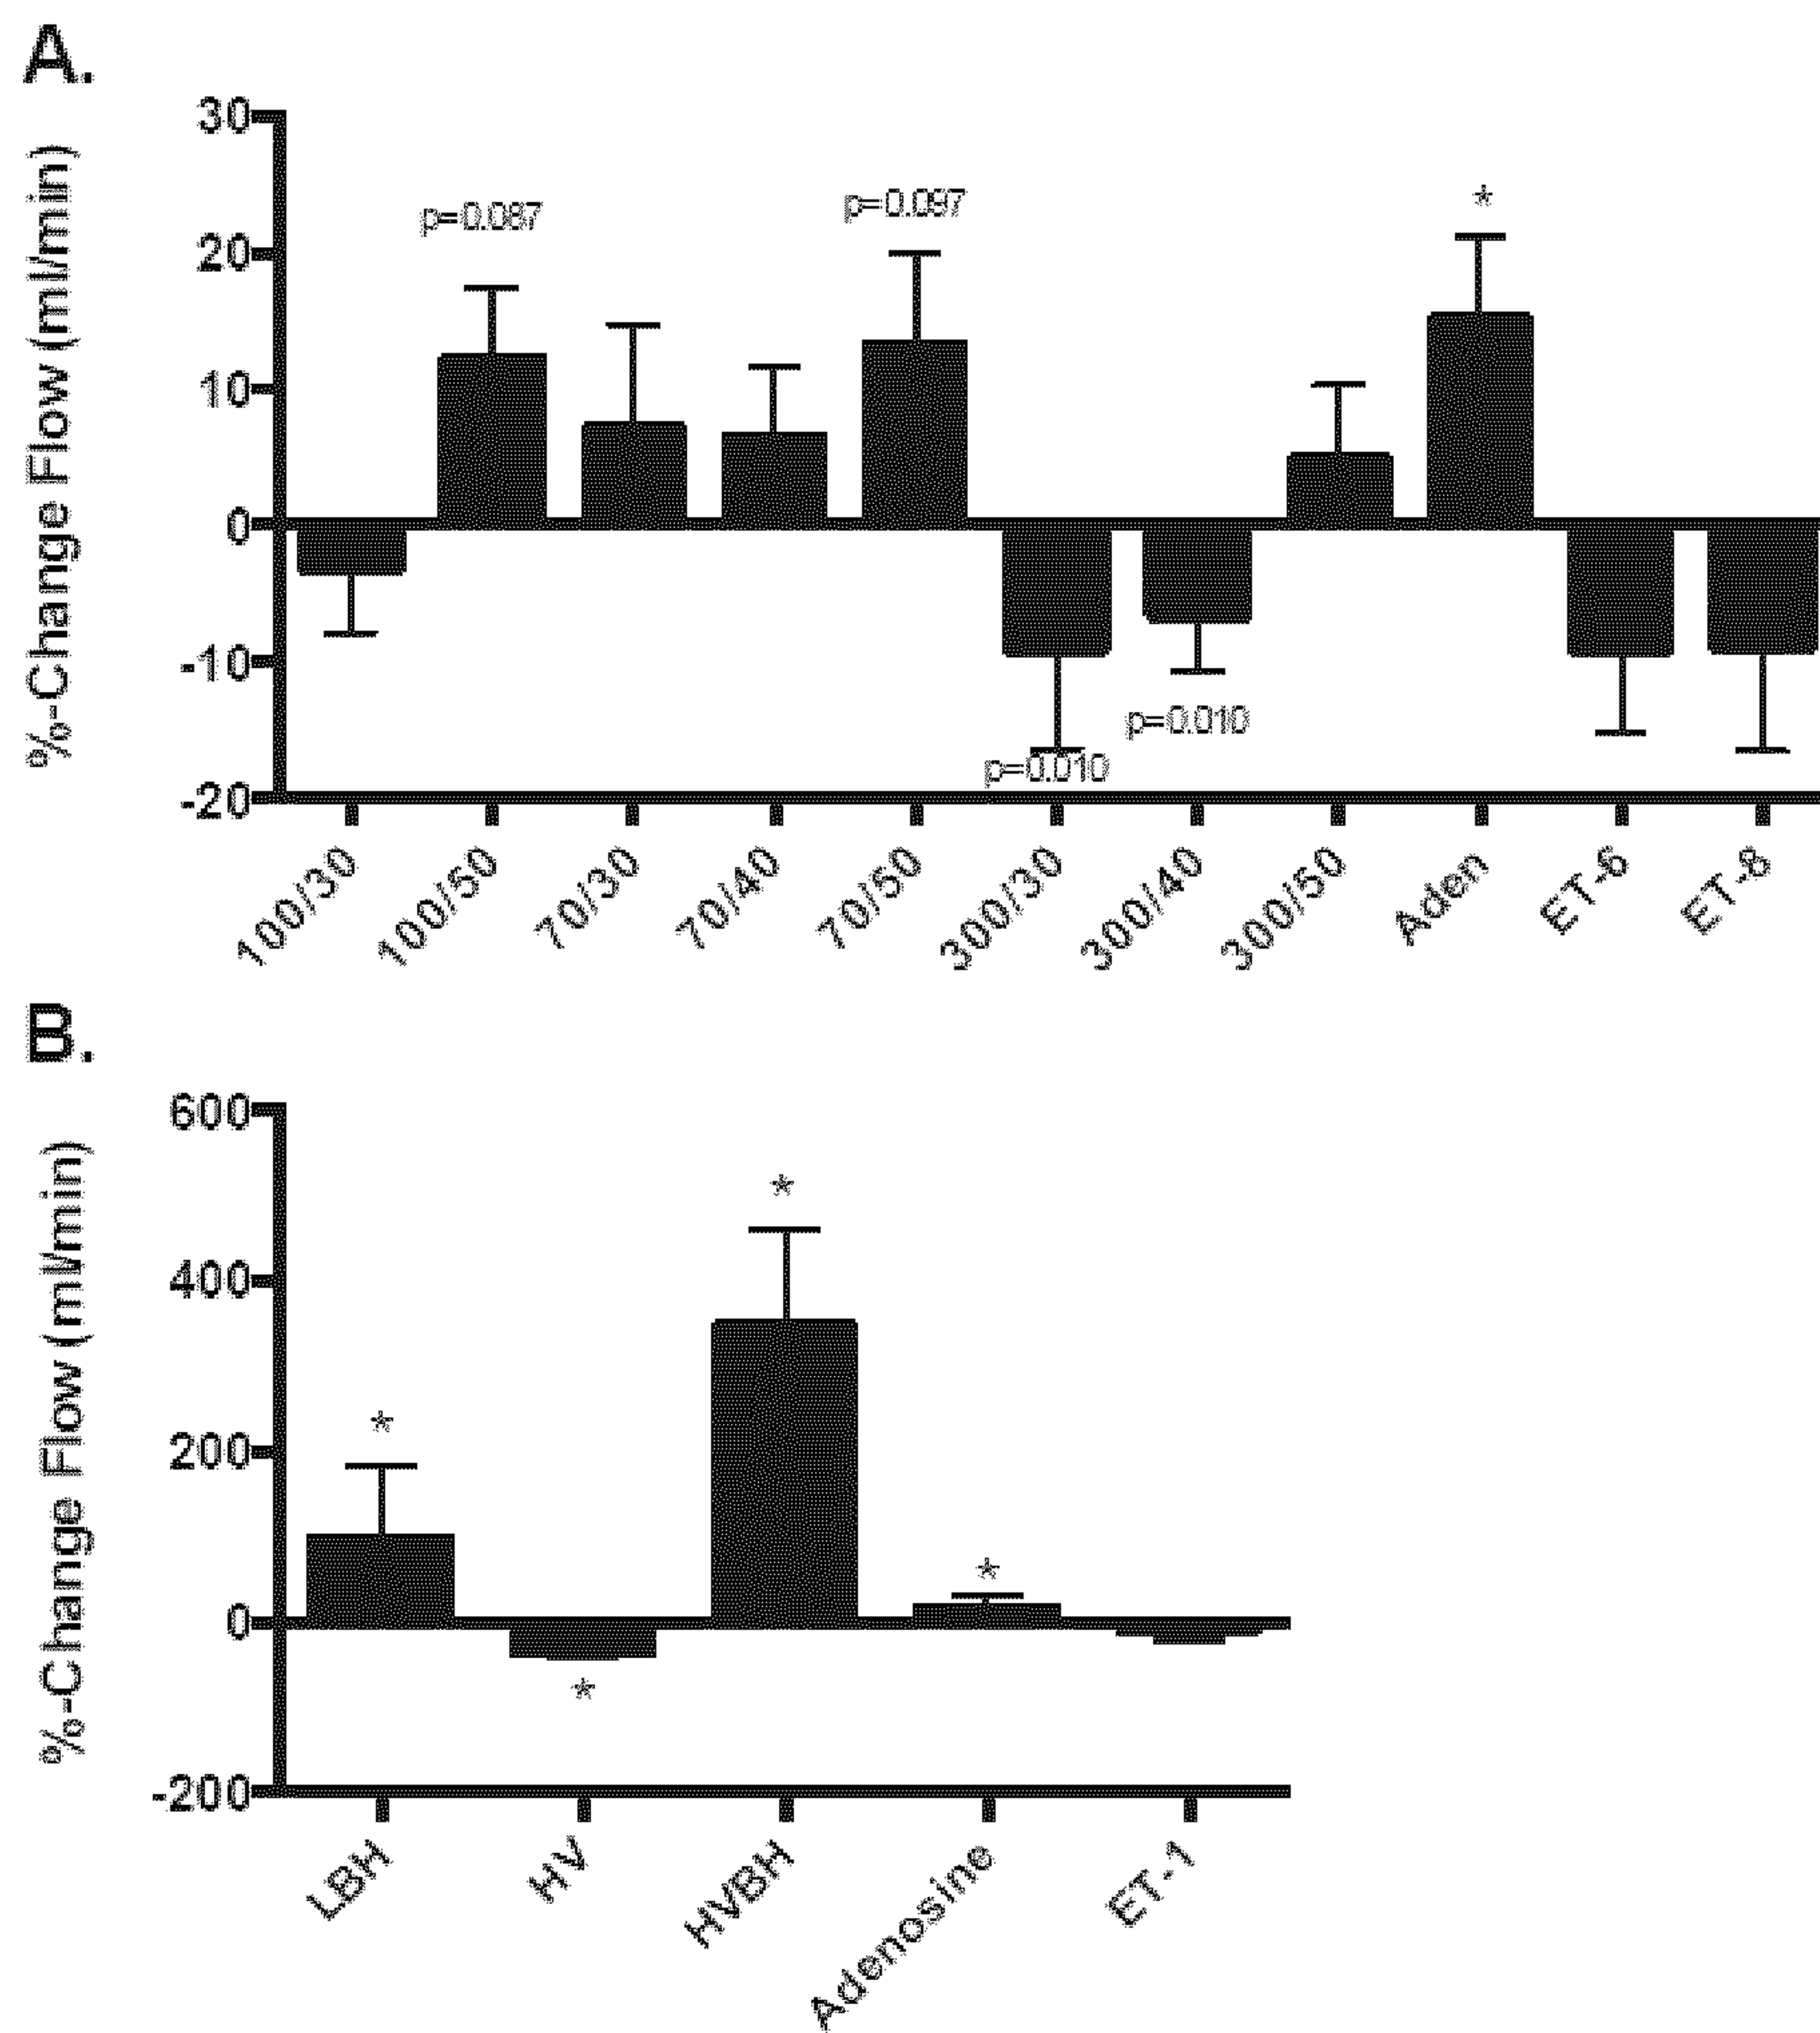 A.
%-Change Flow (ml/min)
30
20
10
0
-10
-20
p=0.087
p=0.097
*
p=0.010
p=0.010
100/30
100/50
70/30
70/40
70/50
300/30
300/40
300/50
Aden
ET-6
ET-8
B.
%-Change Flow (ml/min)
600
400
200
0
-200
*
*
*
*
LBH
HV
HVBH
Adenosine
ET-1